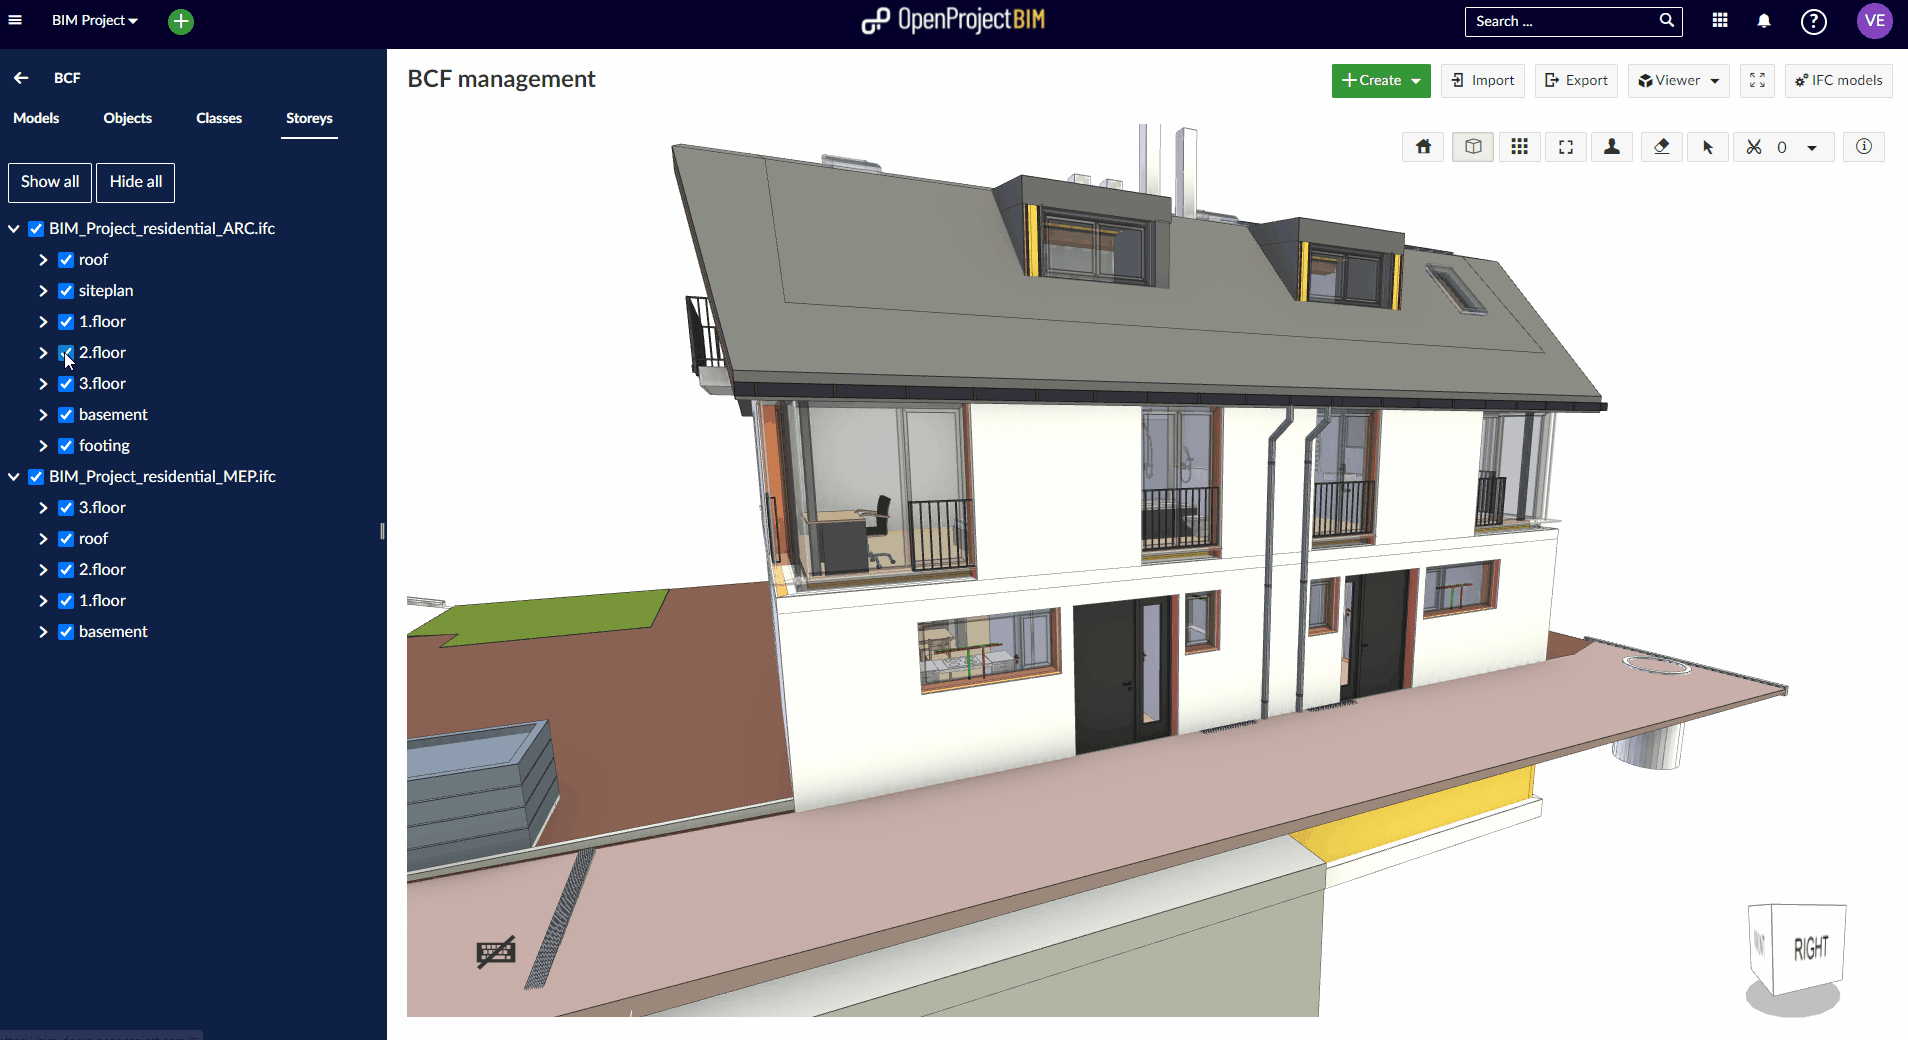 BIM Project
OpenProjectBIM
Search ...
?
VE
BCF
Models
Objects
Classes
Storeys
Show all
Hide all
BIM_Project_residential_ARC.ifc
roof
siteplan
1.floor
2.floor
3.floor
basement
footing
BIM_Project_residential_MEP.ifc
3.floor
roof
2.floor
1.floor
basement
BCF management
Create
Import
Export
Viewer
IFC models
0
RIGHT